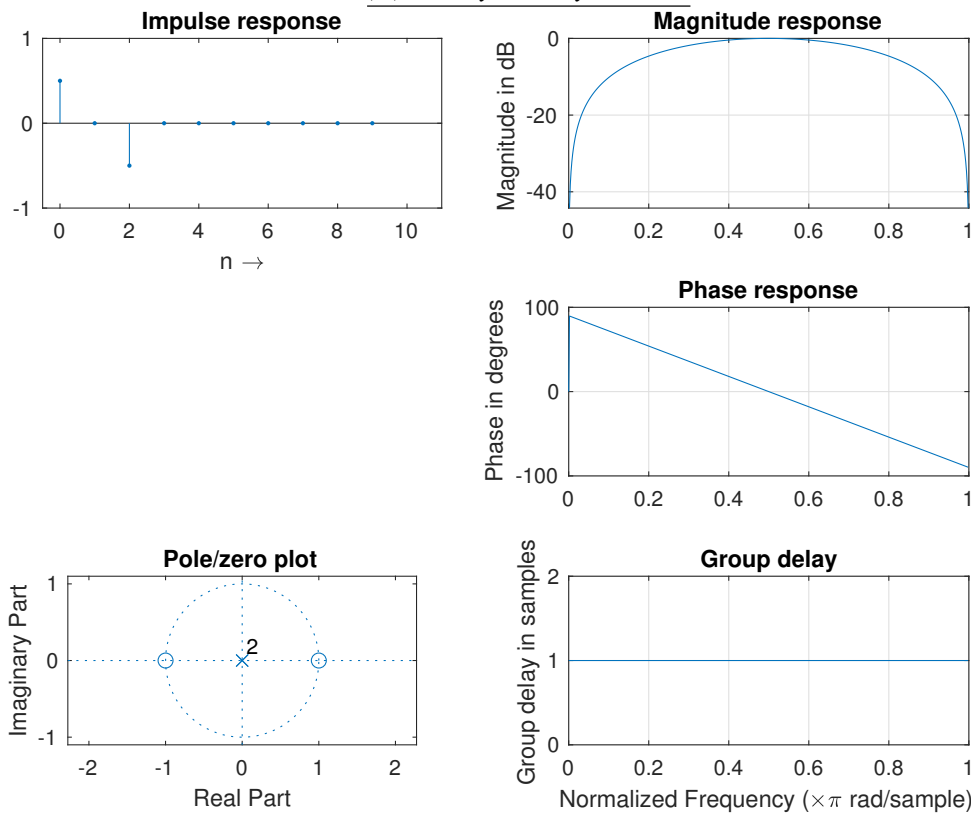 Impulse response
1
0
-1
0 2 4 6 8 10
n →
Magnitude response
Magnitude in dB
0
-20
-40
0 0.2 0.4 0.6 0.8 1
Phase response
Phase in degrees
100
0
-100
0 0.2 0.4 0.6 0.8 1
Pole/zero plot
Imaginary Part
1
0
-1
2
-2 -1 0 1 2
Real Part
Group delay
Group delay in samples
2
1
0
0 0.2 0.4 0.6 0.8 1
Normalized Frequency (×π rad/sample)